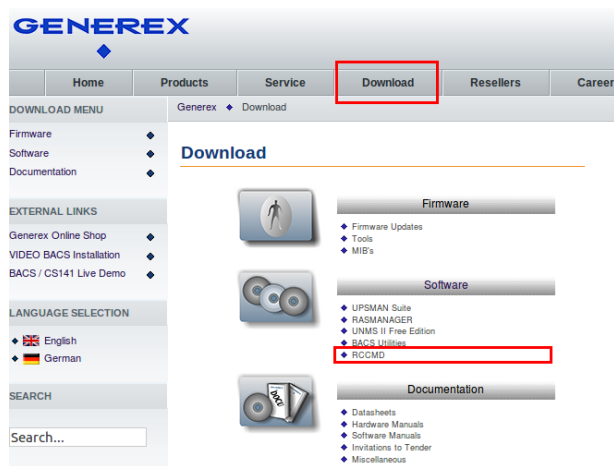 GENEREX
Home Products Service Download Resellers Career
DOWNLOAD MENU
Generex Download
Firmware
Software
Documentation
Download
EXTERNAL LINKS
Generex Online Shop
VIDEO BACS Installation
BACS / CS141 Live Demo
LANGUAGE SELECTION
English
German
SEARCH
Search...
Firmware
Firmware Updates
Tools
MIB's
Software
UPSMAN Suite
RASMANAGER
UNMS II Free Edition
BACS Utilities
RCCMD
DOCU
Documentation
Datasheets
Hardware Manuals
Software Manuals
Invitations to Tender
Miscellaneous